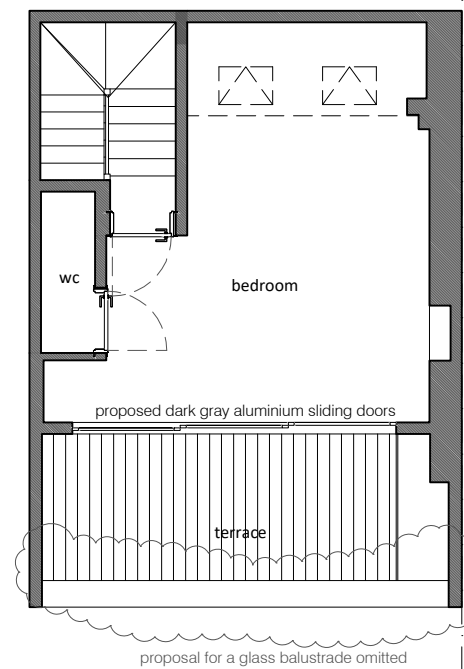 wc
bedroom
proposed dark gray aluminium sliding doors
terrace
proposal for a glass balustrade omitted